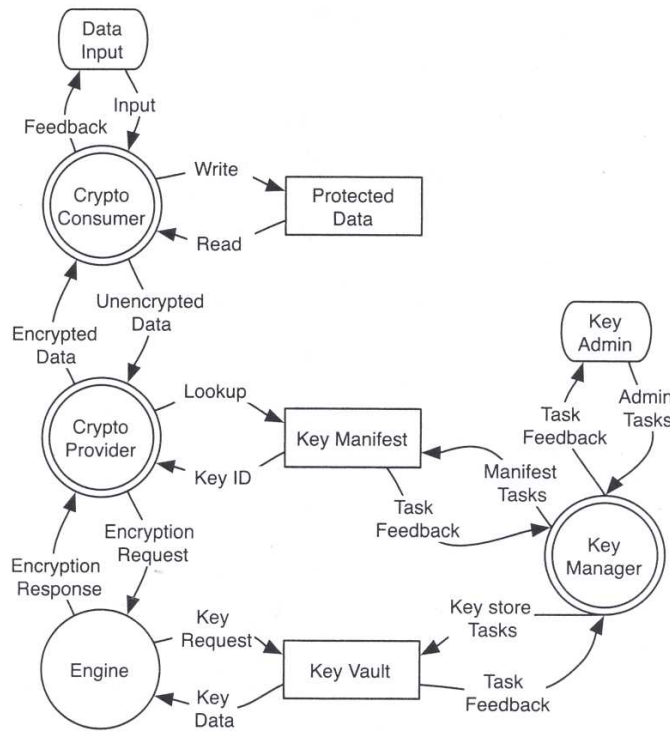 Data
Input
Feedback
Input
Crypto
Consumer
Write
Read
Protected
Data
Encrypted
Data
Unencrypted
Data
Key
Admin
Crypto
Provider
Lookup
Key ID
Key Manifest
Task
Feedback
Admin
Tasks
Manifest
Tasks
Task
Feedback
Key
Manager
Encryption
Response
Encryption
Request
Engine
Key
Request
Key
Data
Key Vault
Key store
Tasks
Task
Feedback